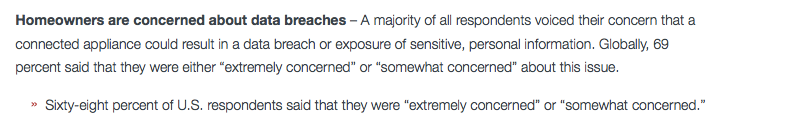 Homeowners are concerned about data breaches – A majority of all respondents voiced their concern that a
connected appliance could result in a data breach or exposure of sensitive, personal information. Globally, 69
percent said that they were either “extremely concerned” or “somewhat concerned” about this issue.
» Sixty-eight percent of U.S. respondents said that they were “extremely concerned” or “somewhat concerned.”